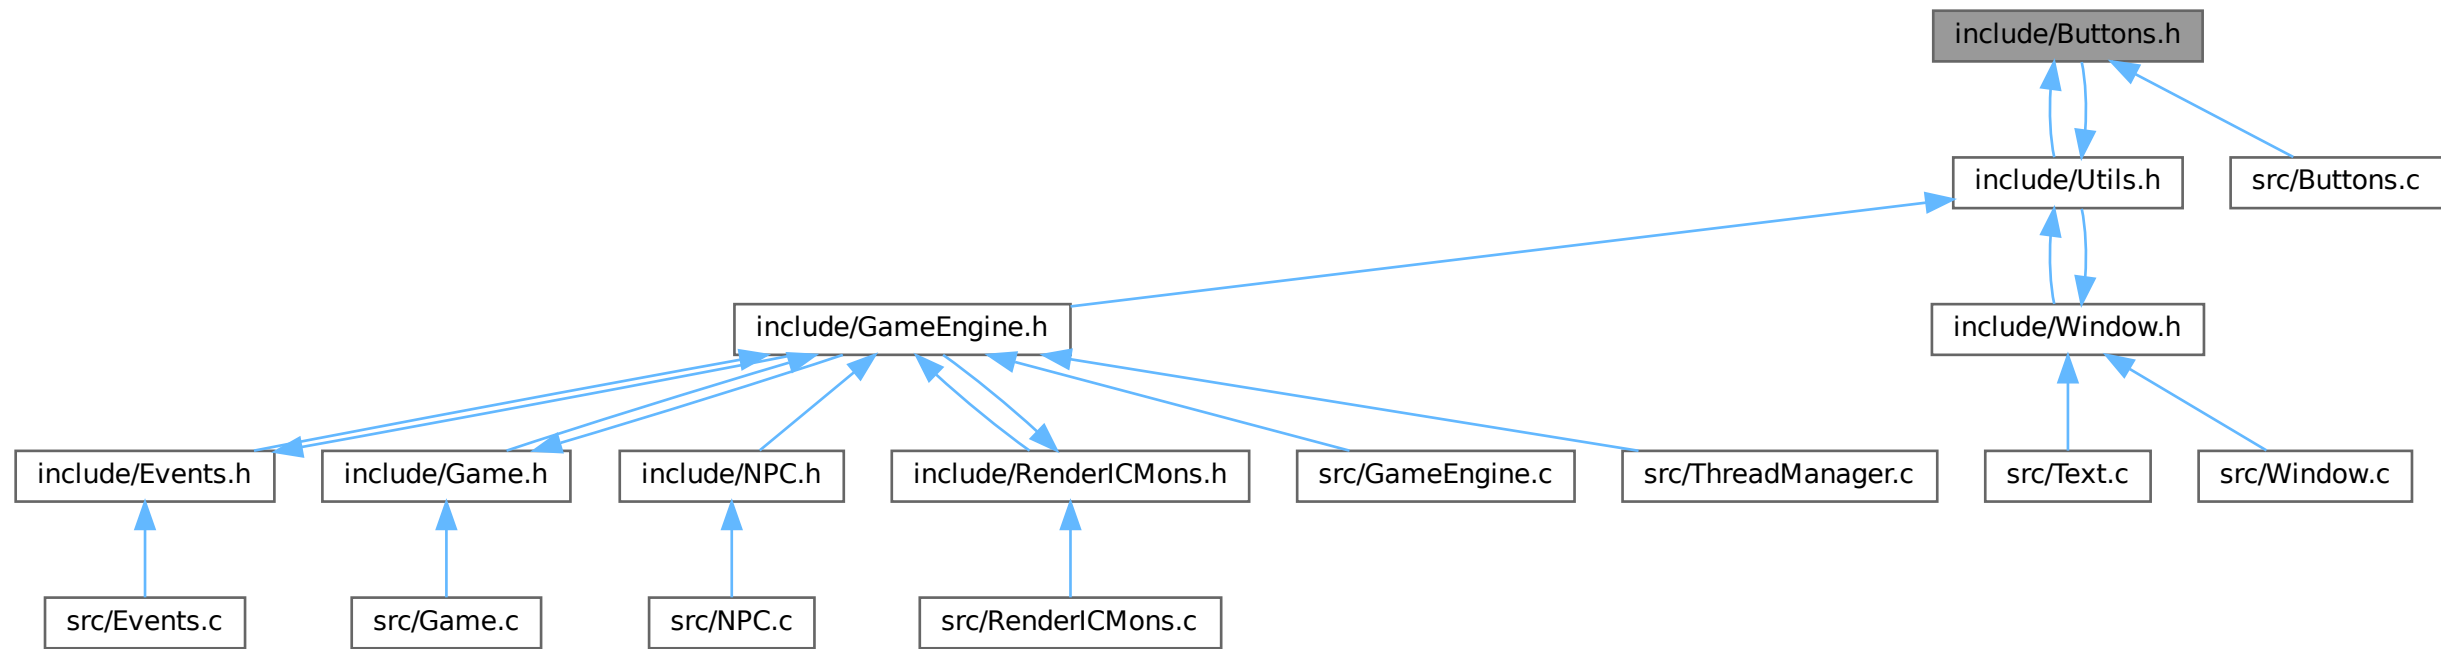 include/Buttons.h
include/Utils.h
src/Buttons.c
include/GameEngine.h
include/Window.h
include/Events.h
include/Game.h
include/NPC.h
include/RenderICMons.h
src/GameEngine.c
src/ThreadManager.c
src/Text.c
src/Window.c
src/Events.c
src/Game.c
src/NPC.c
src/RenderICMons.c